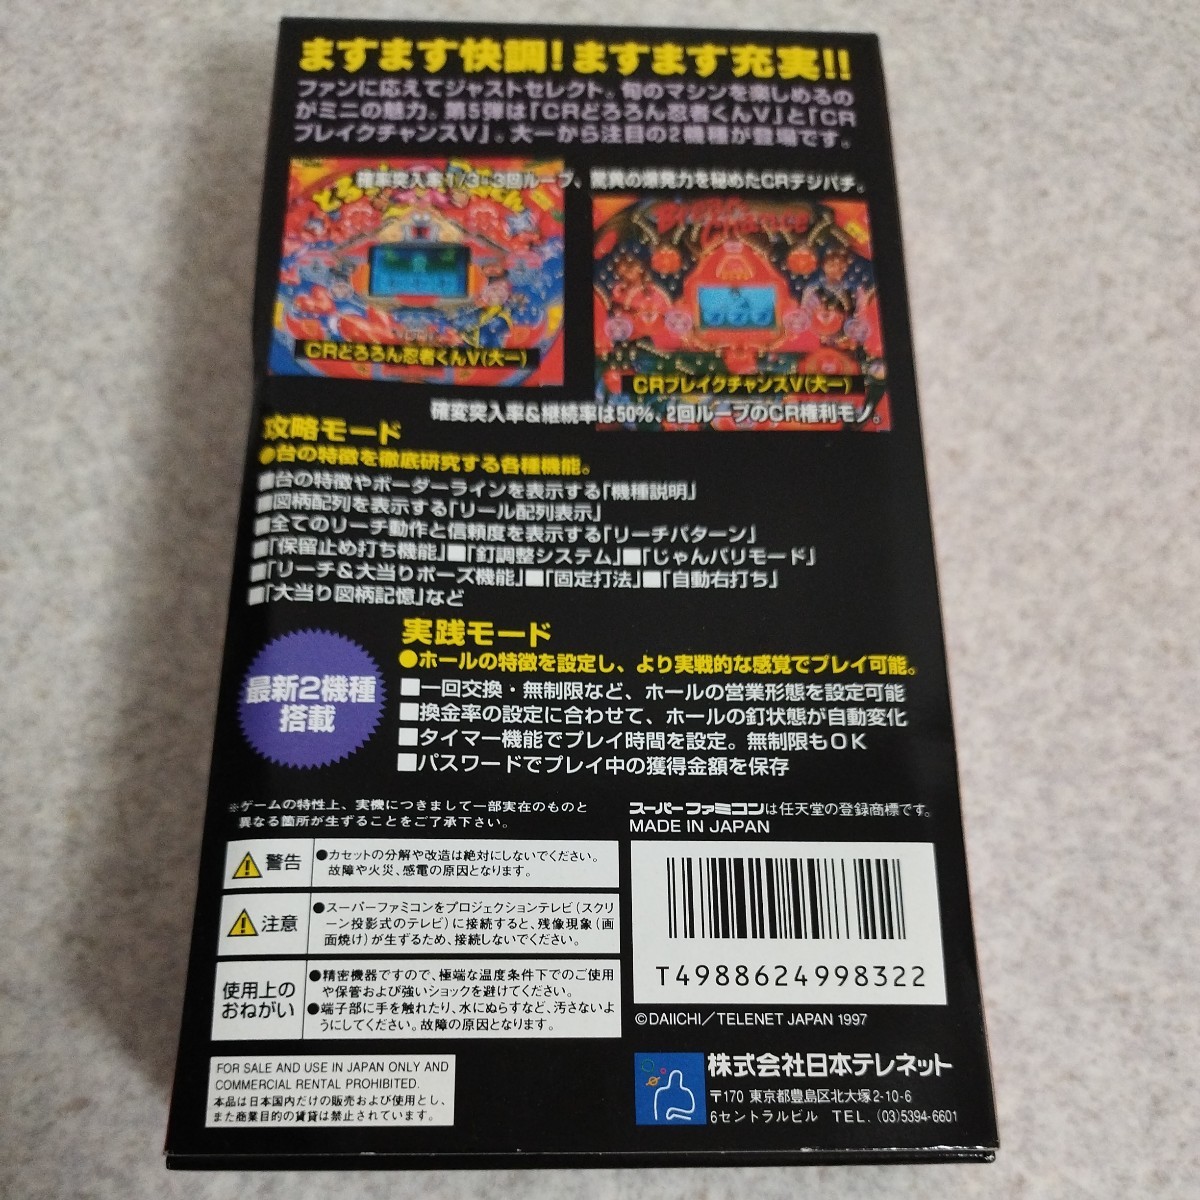 ますます快調!ますます充実!!
ファンに応えてジャストセレクト。旬のマシンを楽しめるの
がミニの魅力。第5弾は「CRどろろん忍者くんV」と「CR
ブレイクチャンスV」。大一から注目の2機種が登場です。
確率突入率1/3・3回ループ、驚異の爆発力を秘めたCRデジパチ。
Break Chance
CRどろろん忍者くんV(大一)
CRブレイクチャンスV(大一)
確変突入率&継続率は50%、2回ループのCR権利モノ。
攻略モード
●台の特徴を徹底研究する各種機能。
■台の特徴やボーダーラインを表示する「機種説明」
■図柄配列を表示する「リール配列表示」
■全てのリーチ動作と信頼度を表示する「リーチパターン」
■「保留止め打ち機能」■「釘調整システム」■「じゃんバリモード」
■「リーチ&大当りポーズ機能」■「固定打法」■「自動右打ち」
■「大当り図柄記憶」など
最新2機種
搭載
実践モード
●ホールの特徴を設定し、より実戦的な感覚でプレイ可能。
■一回交換・無制限など、ホールの営業形態を設定可能
■換金率の設定に合わせて、ホールの釘状態が自動変化
■タイマー機能でプレイ時間を設定。無制限もOK
■パスワードでプレイ中の獲得金額を保存
※ゲームの特性上、実機につきまして一部実在のものと
異なる箇所が生ずることをご了承下さい。
スーパーファミコンは任天堂の登録商標です。
MADE IN JAPAN
警告
●カセットの分解や改造は絶対にしないでください。
故障や火災、感電の原因となります。
注意
●スーパーファミコンをプロジェクションテレビ(スクリ
ーン投影式のテレビ)に接続すると、残像現象(画
面焼け)が生ずるため、接続しないでください。
使用上の
おねがい
●精密機器ですので、極端な温度条件下でのご使用
や保管および強いショックを避けてください。
●端子部に手を触れたり、水にぬらすなど、汚さないよ
うにしてください。故障の原因となります。
T4988624998322
©DAIICHI/TELENET JAPAN 1997
FOR SALE AND USE IN JAPAN ONLY AND
COMMERCIAL RENTAL PROHIBITED.
本品は日本国内だけの販売および使用とし、
また商業目的の賃貸は禁止されています。
株式会社日本テレネット
〒170 東京都豊島区北大塚2-10-6
6セントラルビル TEL. (03)5394-6601